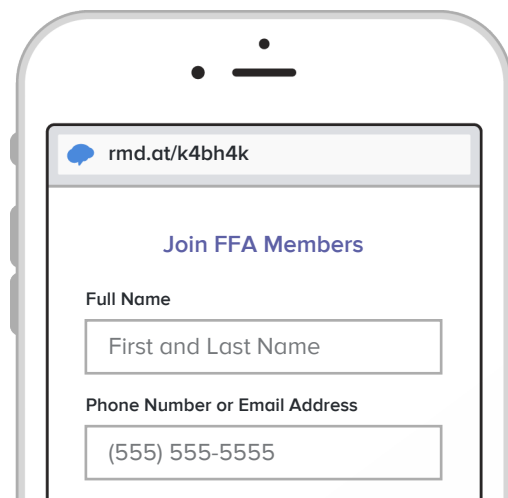 rmd.at/k4bh4k
Join FFA Members
Full Name
First and Last Name
Phone Number or Email Address
(555) 555-5555